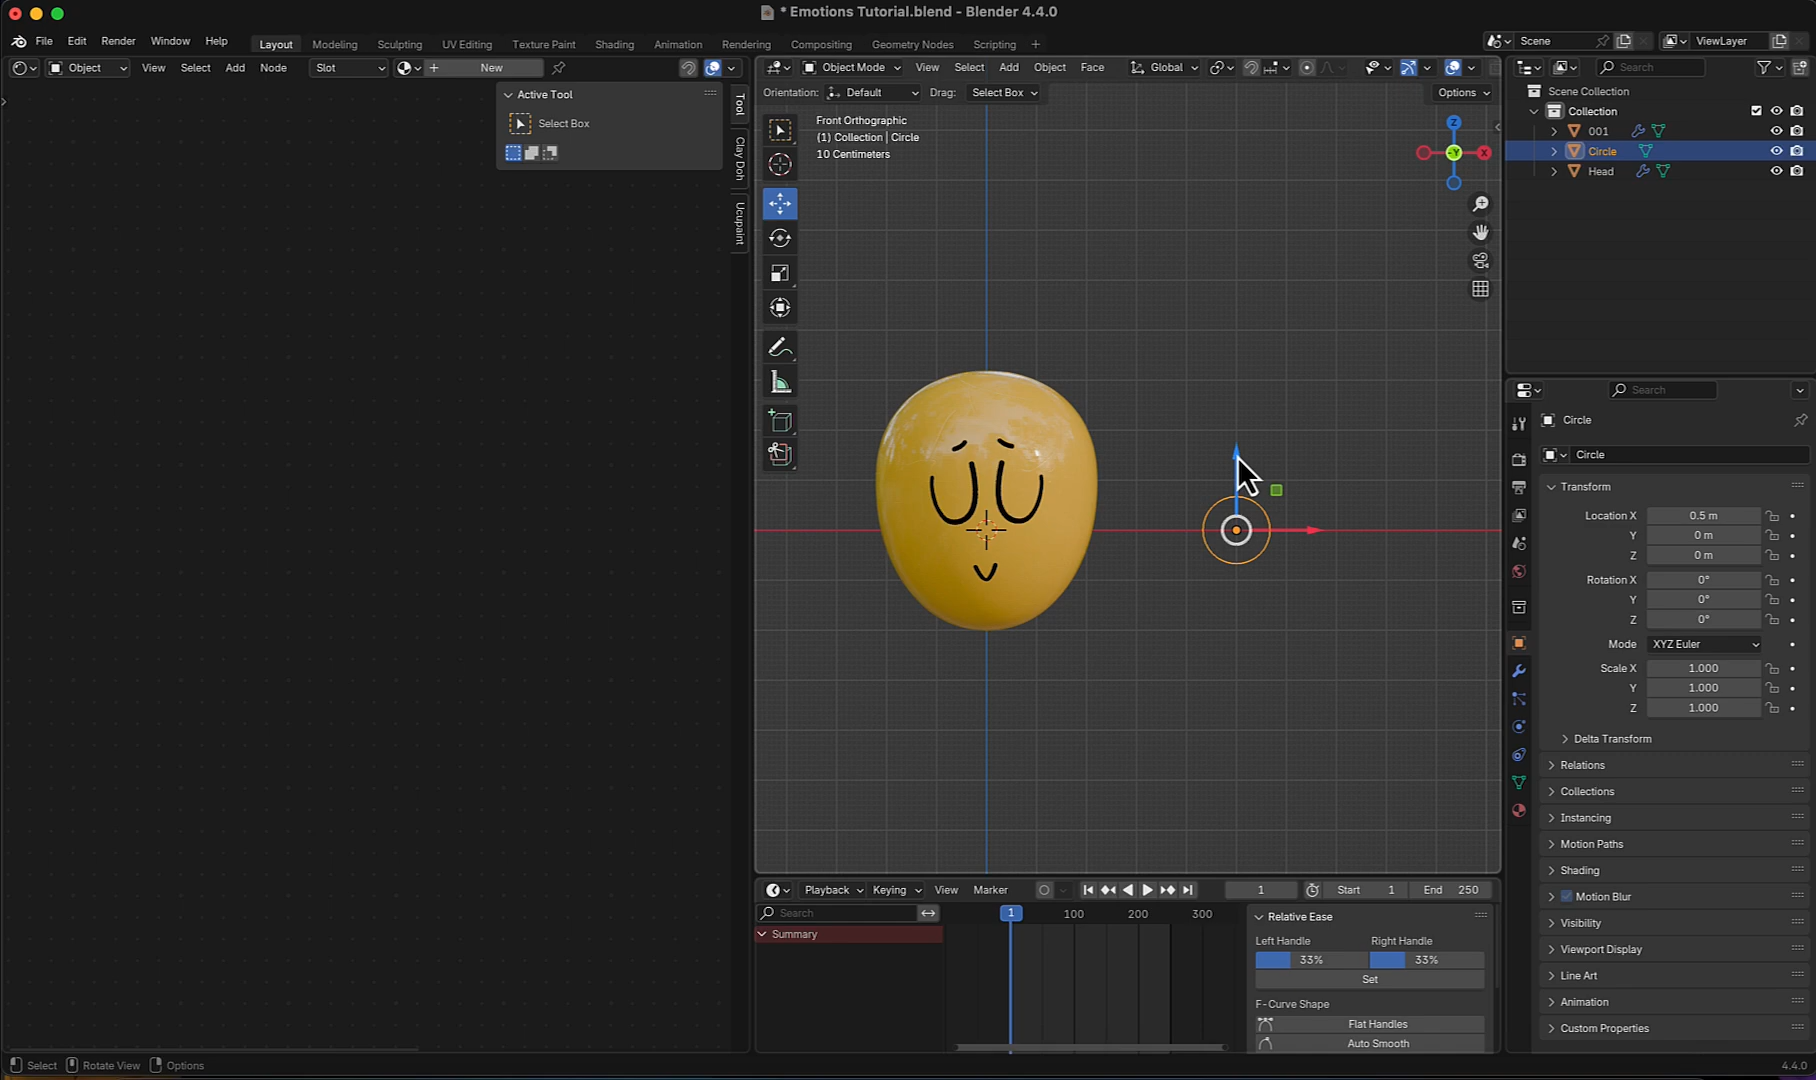 * Emotions Tutorial.blend - Blender 4.4.0
File Edit Render Window Help Layout Modeling Sculpting UV Editing Texture Paint Shading Animation Rendering Compositing Geometry Nodes Scripting + Scene ViewLayer
Object View Select Add Node Slot New
Active Tool
Select Box
Tool
Clay Doh
Ucupaint
Object Mode View Select Add Object Face Global
Orientation: Default Drag: Select Box Options
Front Orthographic
(1) Collection | Circle
10 Centimeters
Z
-Y
X
Search
Scene Collection
Collection
001
Circle
Head
Search
Circle
Circle
Transform
Location X 0.5 m
Y 0 m
Z 0 m
Rotation X 0°
Y 0°
Z 0°
Mode XYZ Euler
Scale X 1.000
Y 1.000
Z 1.000
Delta Transform
Relations
Collections
Instancing
Motion Paths
Shading
Motion Blur
Visibility
Viewport Display
Line Art
Animation
Custom Properties
Playback Keying View Marker 1 Start 1 End 250
Search 1 100 200 300
Summary
Relative Ease
Left Handle Right Handle
33% 33%
Set
F-Curve Shape
Flat Handles
Auto Smooth
Select Rotate View Options 4.4.0